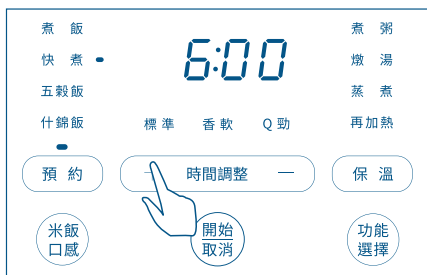 煮飯
快煮
五穀飯
什錦飯
6:00
標準 香軟 Q勁
煮粥
燉湯
蒸煮
再加熱
預約
時間調整 —
保溫
米飯
口感
開始
取消
功能
選擇